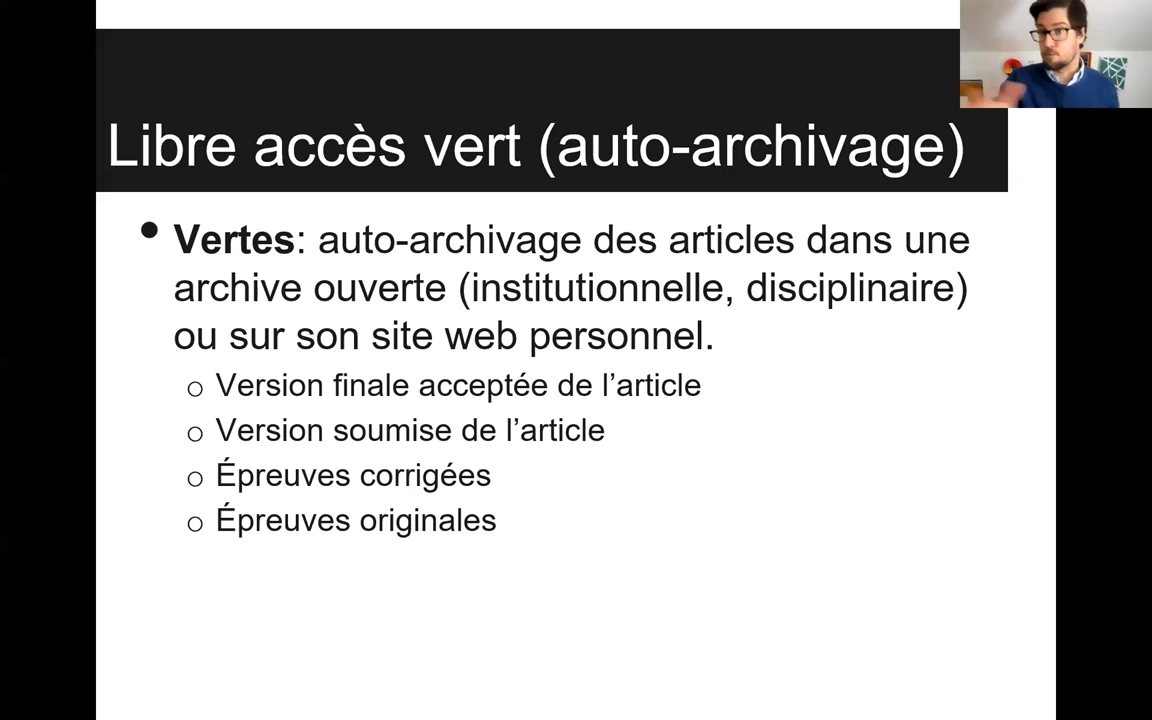 Libre accès vert (auto-archivage)
• Vertes: auto-archivage des articles dans une
archive ouverte (institutionnelle, disciplinaire)
ou sur son site web personnel.
o Version finale acceptée de l’article
o Version soumise de l’article
o Épreuves corrigées
o Épreuves originales